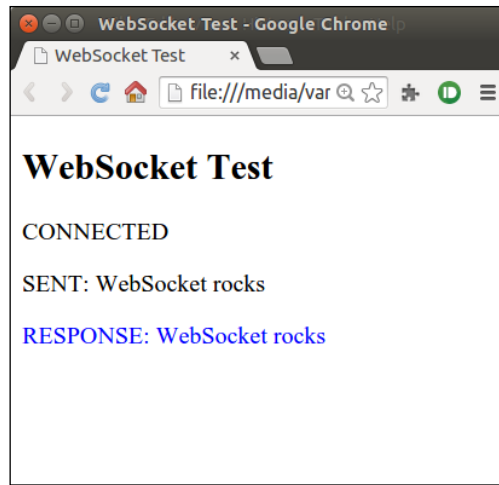 WebSocket Test - Google Chrome
WebSocket Test
file:///media/var
WebSocket Test
CONNECTED
SENT: WebSocket rocks
RESPONSE: WebSocket rocks